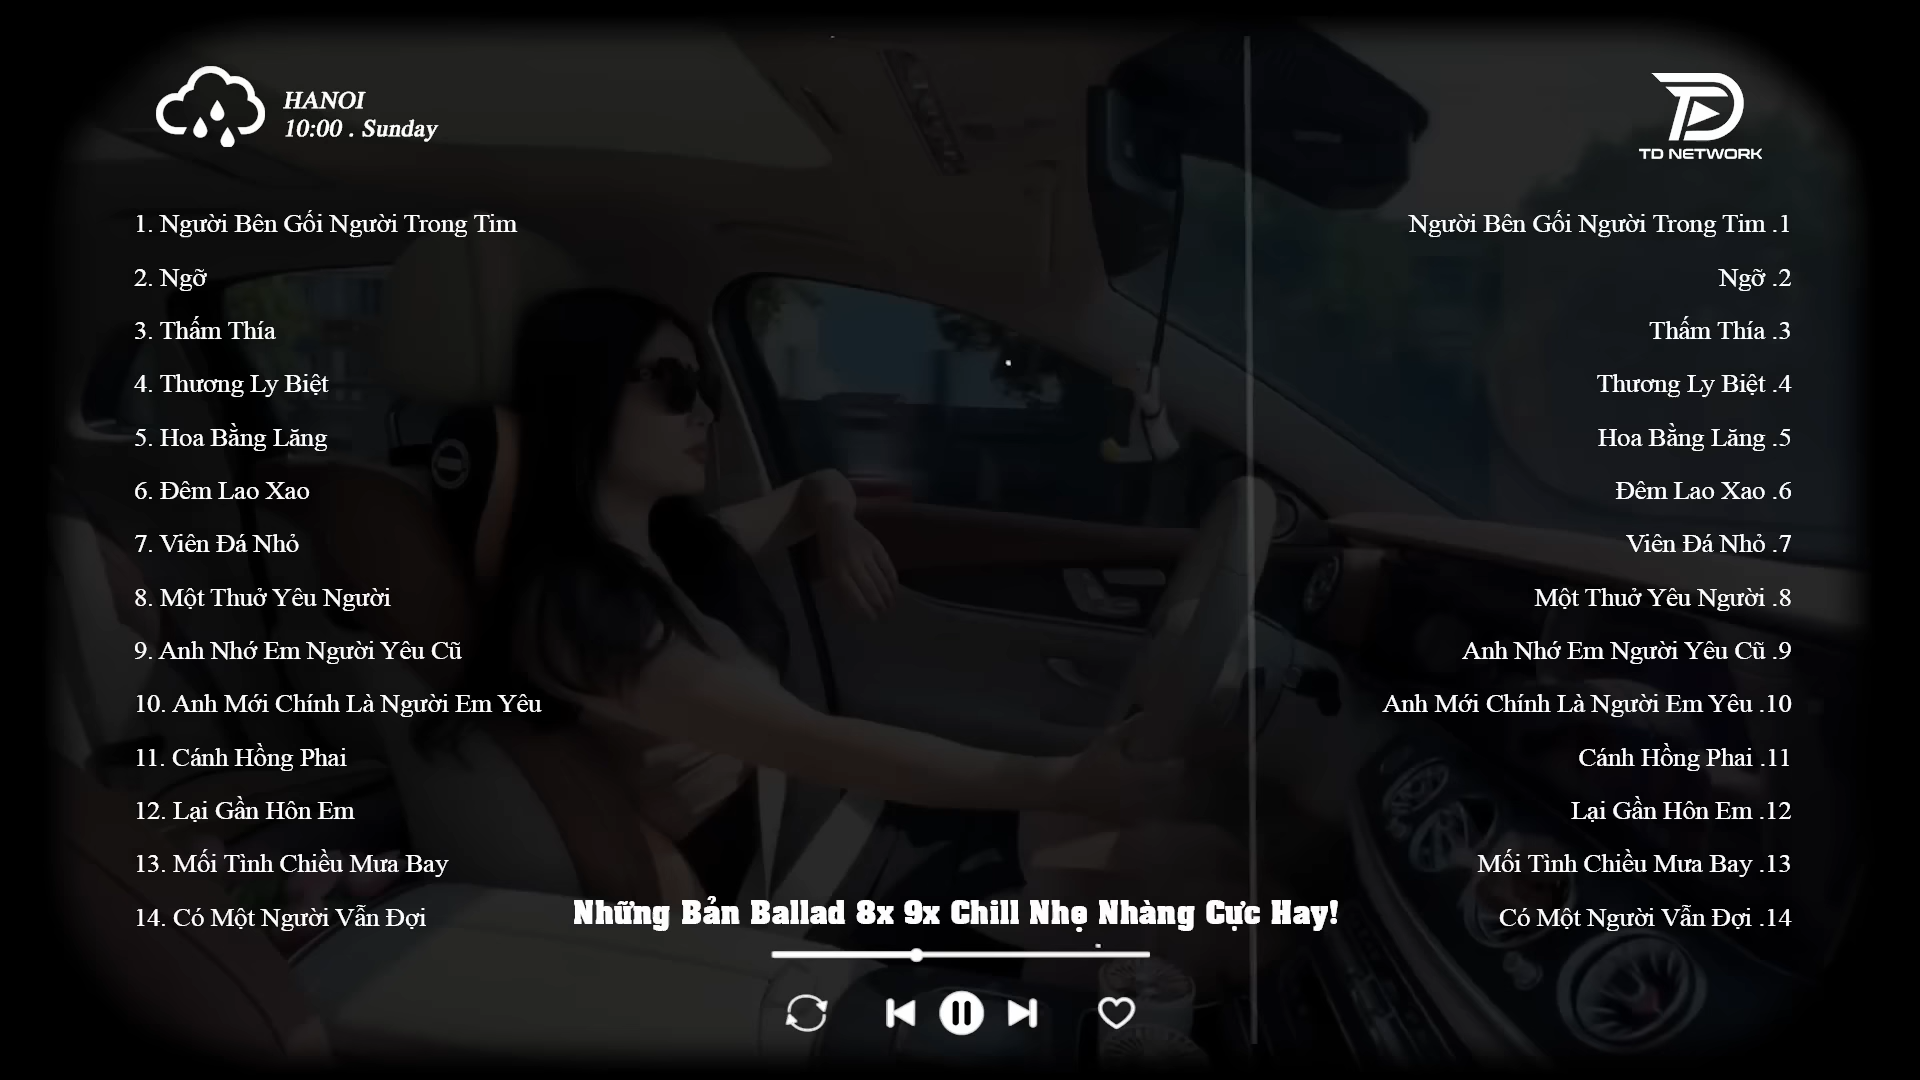 HANOI
10:00 . Sunday
TD NETWORK
1. Người Bên Gối Người Trong Tim
2. Ngỡ
3. Thấm Thía
4. Thương Ly Biệt
5. Hoa Bằng Lăng
6. Đêm Lao Xao
7. Viên Đá Nhỏ
8. Một Thuở Yêu Người
9. Anh Nhớ Em Người Yêu Cũ
10. Anh Mới Chính Là Người Em Yêu
11. Cánh Hồng Phai
12. Lại Gần Hôn Em
13. Mối Tình Chiều Mưa Bay
14. Có Một Người Vẫn Đợi
Người Bên Gối Người Trong Tim .1
Ngỡ .2
Thấm Thía .3
Thương Ly Biệt .4
Hoa Bằng Lăng .5
Đêm Lao Xao .6
Viên Đá Nhỏ .7
Một Thuở Yêu Người .8
Anh Nhớ Em Người Yêu Cũ .9
Anh Mới Chính Là Người Em Yêu .10
Cánh Hồng Phai .11
Lại Gần Hôn Em .12
Mối Tình Chiều Mưa Bay .13
Có Một Người Vẫn Đợi .14
Những Bản Ballad 8x 9x Chill Nhẹ Nhàng Cực Hay!